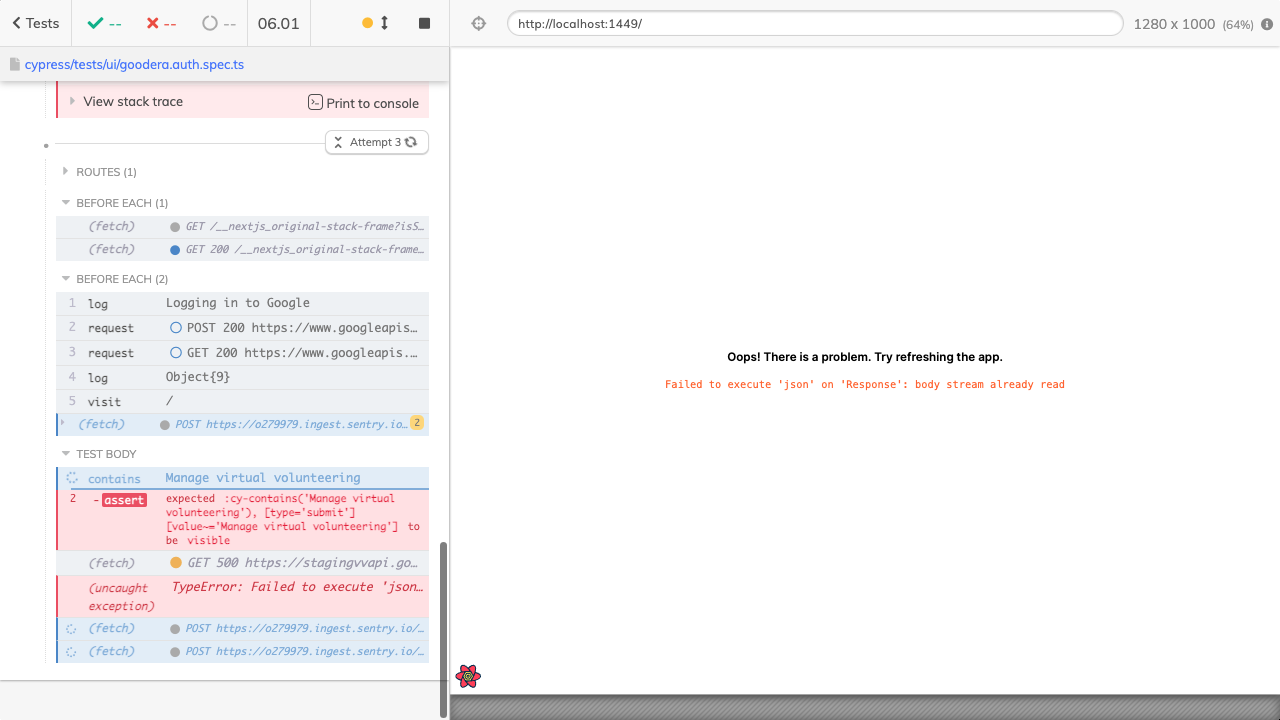 Tests
--
--
--
06.01
http://localhost:1449/
1280 x 1000 (64%)
cypress/tests/ui/goodera.auth.spec.ts
View stack trace
Print to console
Attempt 3
ROUTES (1)
BEFORE EACH (1)
(fetch) GET /__nextjs_original-stack-frame?isS…
(fetch) GET 200 /__nextjs_original-stack-frame…
BEFORE EACH (2)
1 log Logging in to Google
2 request POST 200 https://www.googleapis…
3 request GET 200 https://www.googleapis.…
4 log Object{9}
5 visit /
(fetch) POST https://o279979.ingest.sentry.io… 2
TEST BODY
contains Manage virtual volunteering
2 -assert expected :cy-contains('Manage virtual
volunteering'), [type='submit']
[value~='Manage virtual volunteering'] to
be visible
(fetch) GET 500 https://stagingvvapi.go…
(uncaught exception) TypeError: Failed to execute 'json…
(fetch) POST https://o279979.ingest.sentry.io/…
(fetch) POST https://o279979.ingest.sentry.io/…
Oops! There is a problem. Try refreshing the app.
Failed to execute 'json' on 'Response': body stream already read